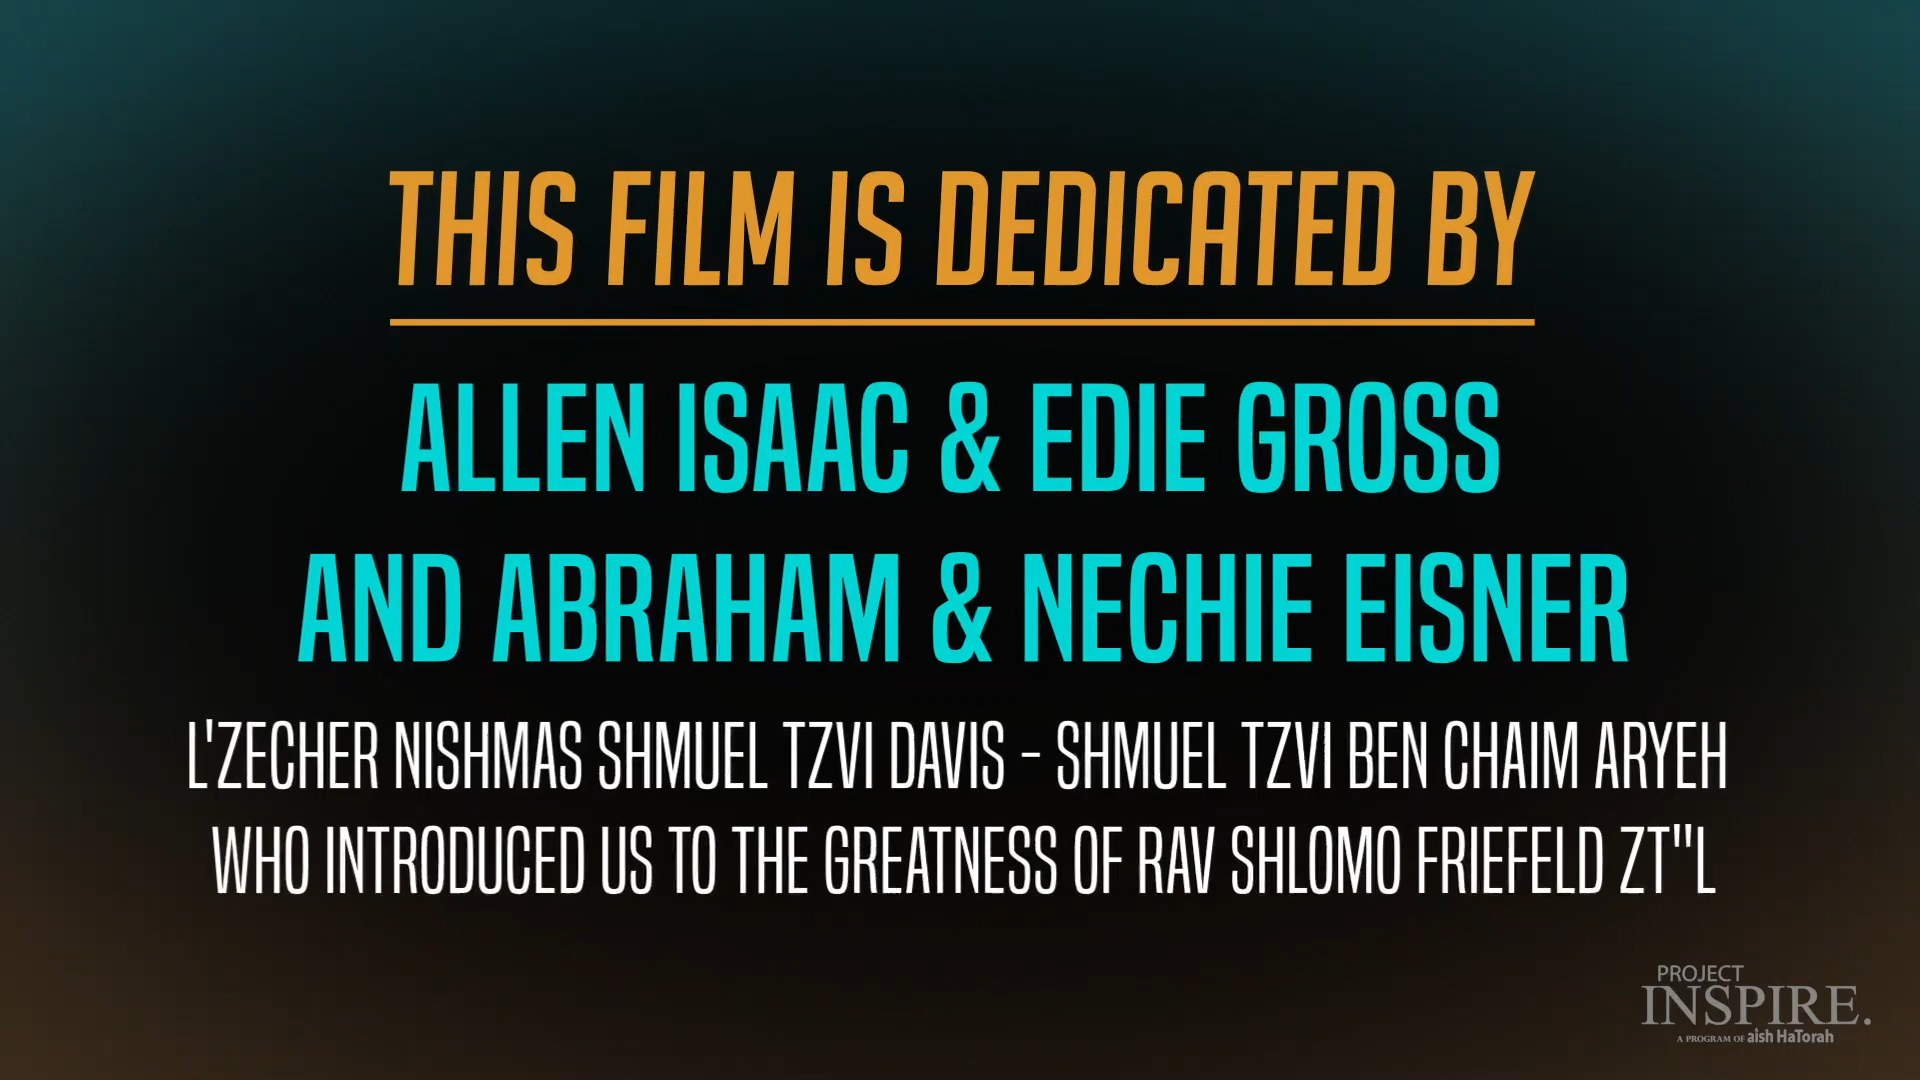 THIS FILM IS DEDICATED BY
ALLEN ISAAC & EDIE GROSS
AND ABRAHAM & NECHIE EISNER
L'ZECHER NISHMAS SHMUEL TZVI DAVIS - SHMUEL TZVI BEN CHAIM ARYEH
WHO INTRODUCED US TO THE GREATNESS OF RAV SHLOMO FRIEFELD ZT"L
PROJECT
INSPIRE.
A PROGRAM OF aish HaTorah